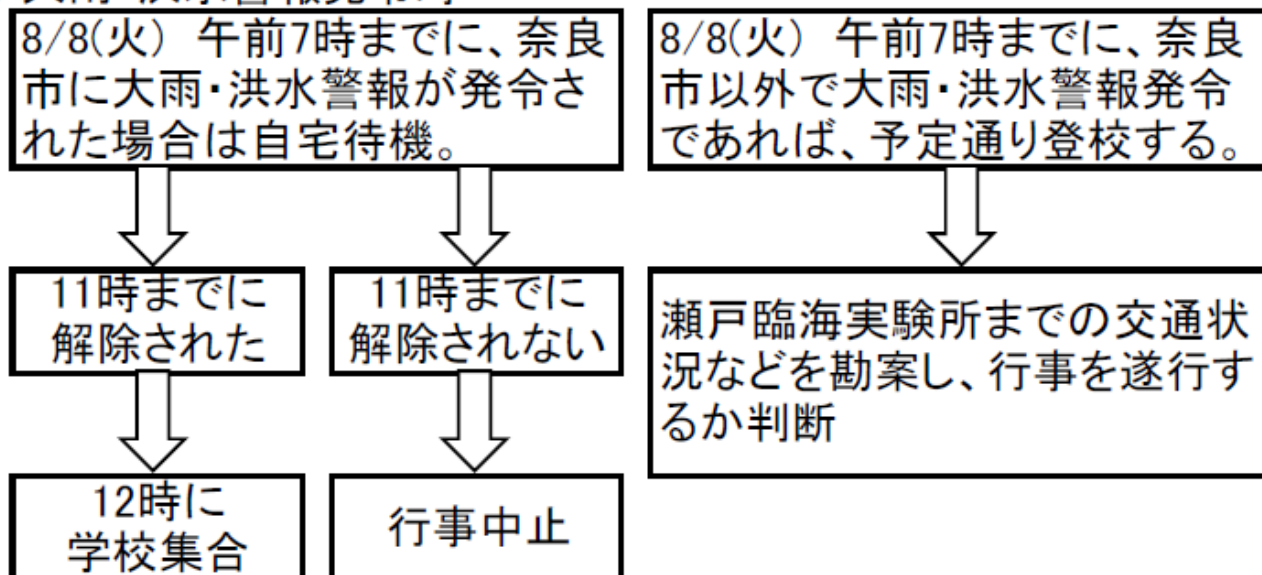 8/8(火) 午前7時までに、奈良
市に大雨・洪水警報が発令さ
れた場合は自宅待機。
8/8(火) 午前7時までに、奈良
市以外で大雨・洪水警報発令
であれば、予定通り登校する。
11時までに
解除された
11時までに
解除されない
瀬戸臨海実験所までの交通状
況などを勘案し、行事を遂行す
るか判断
12時に
学校集合
行事中止